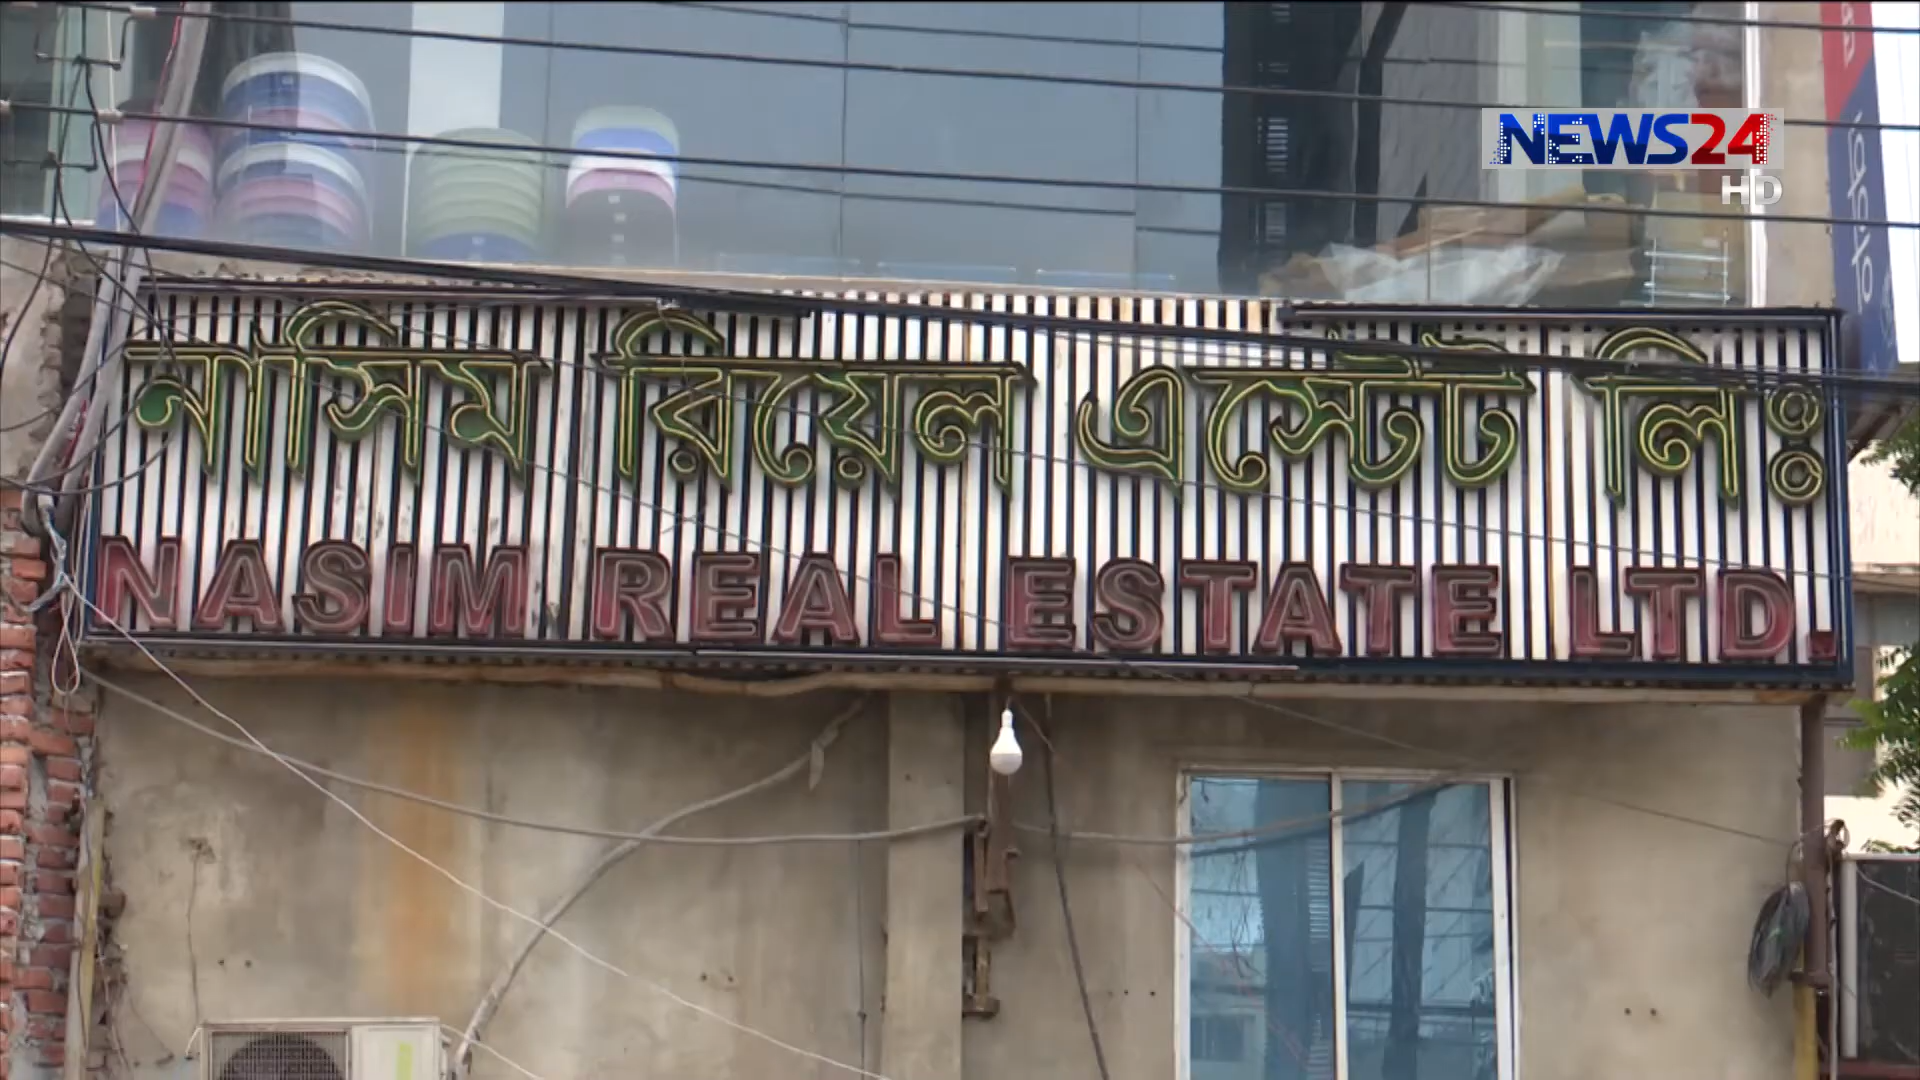 NEWS24
HD
নাসিম রিয়েল এস্টেট লিঃ
NASIM REAL ESTATE LTD.